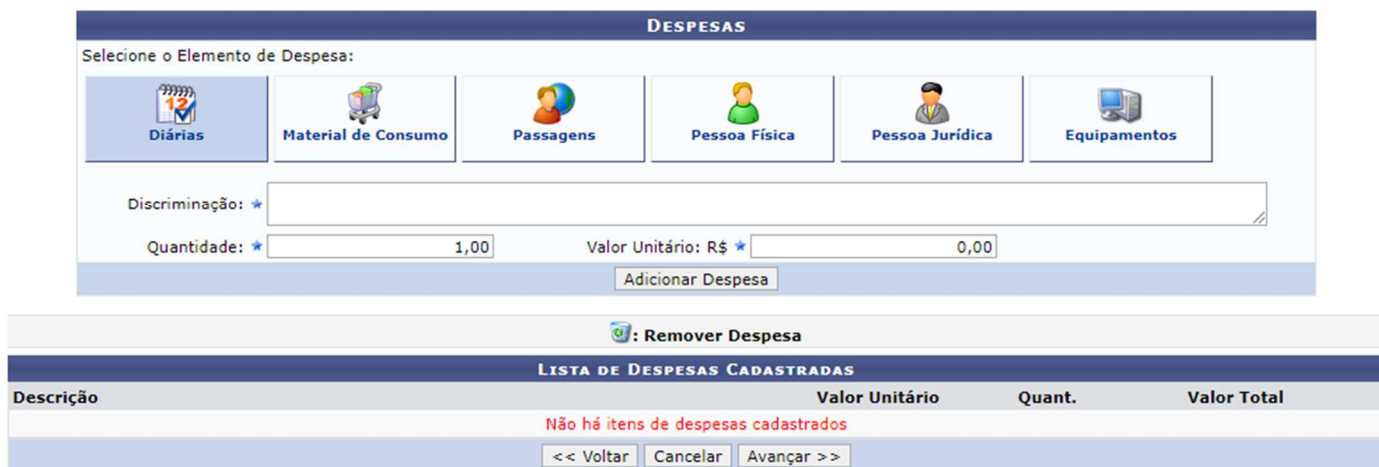 DESPESAS
Selecione o Elemento de Despesa:
12
Diárias Material de Consumo Passagens Pessoa Física Pessoa Jurídica Equipamentos
Discriminação:
Quantidade: 1,00 Valor Unitário: R$ 0,00
Adicionar Despesa
: Remover Despesa
LISTA DE DESPESAS CADASTRADAS
Descrição Valor Unitário Quant. Valor Total
Não há itens de despesas cadastrados
<< Voltar Cancelar Avançar >>